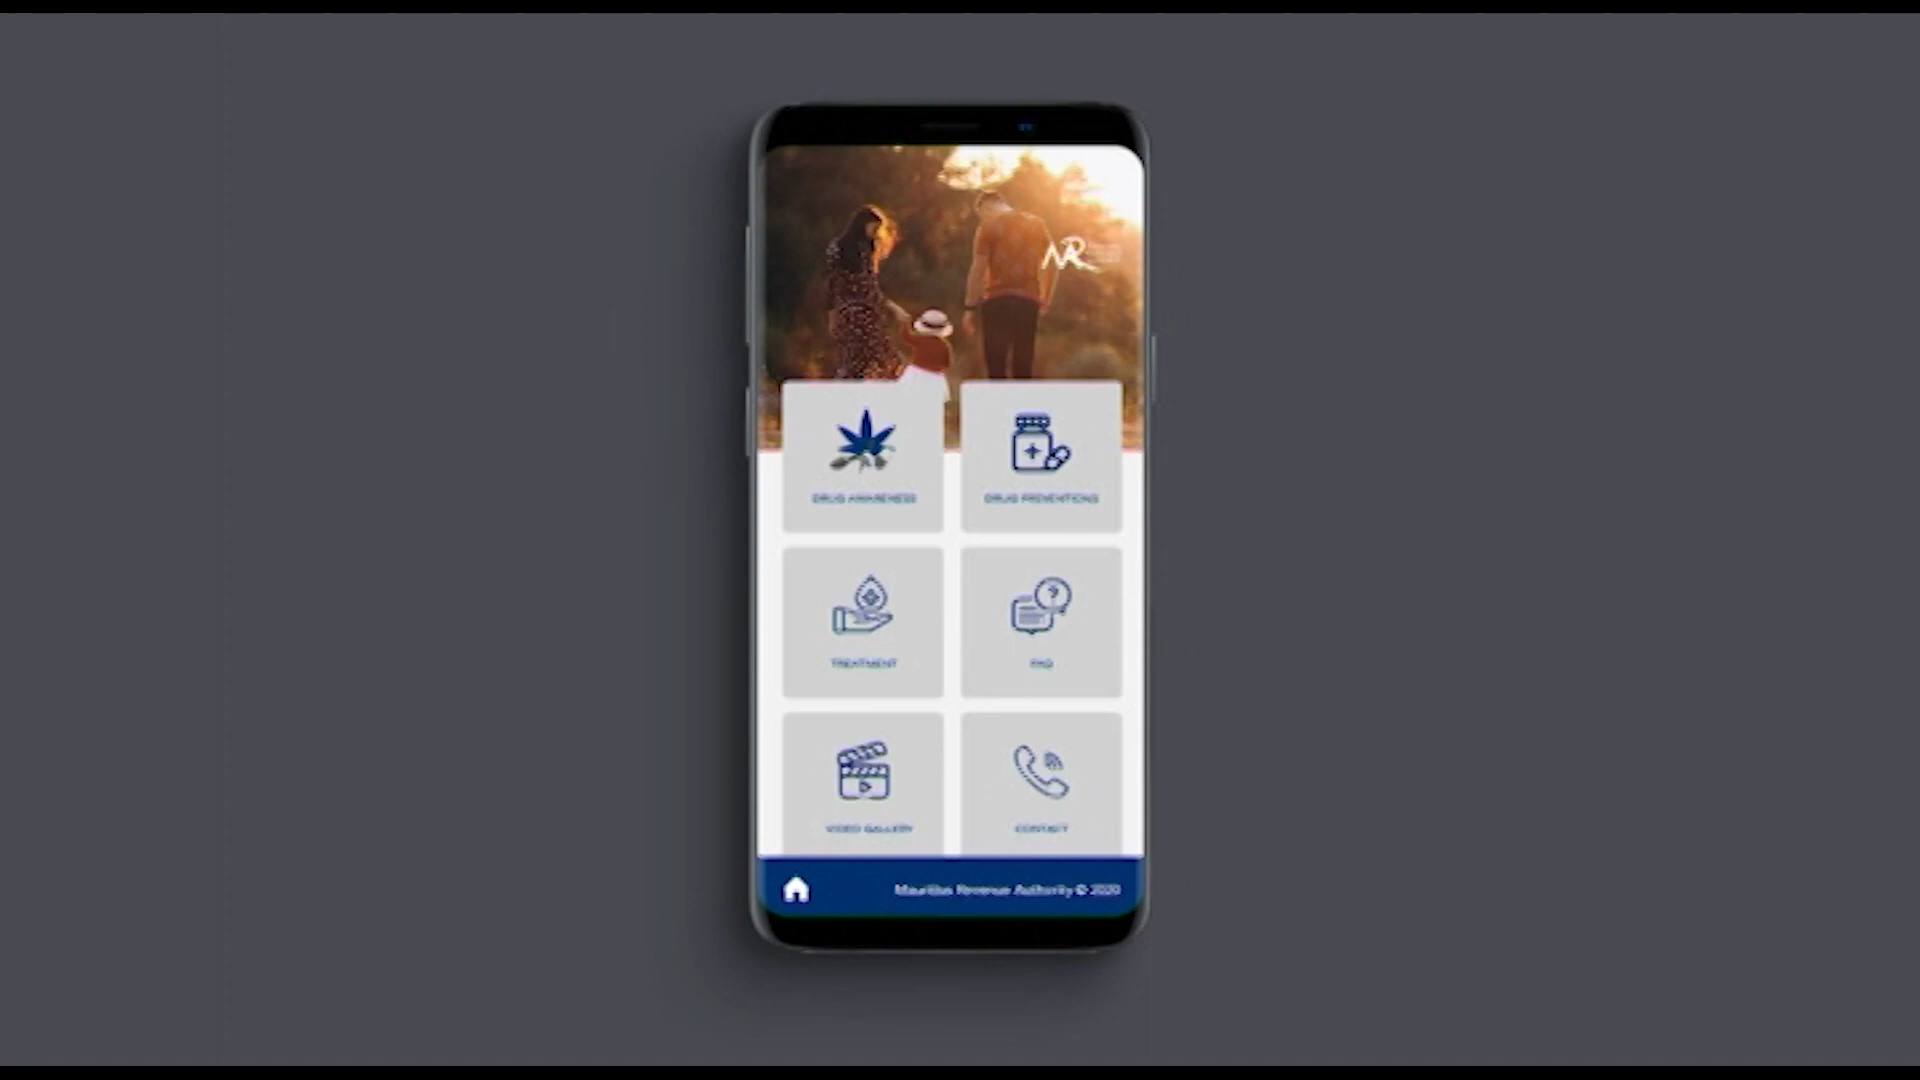 DRUG AWARENESS
DRUG PREVENTIONS
TREATMENT
FAQ
VIDEO GALLERY
CONTACT
Mauritius Revenue Authority © 2020